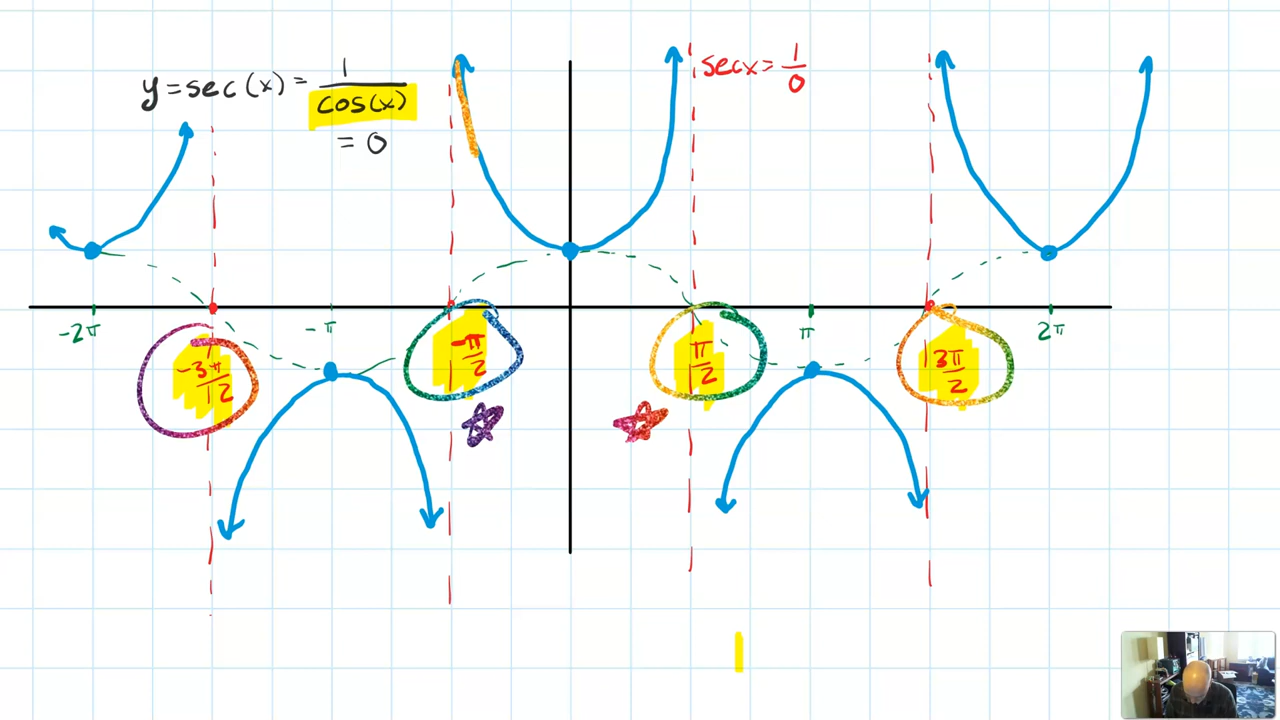 y = sec(x) = 1/cos(x)
= 0
sec x = 1/0
-2π
-3π/2
-π
-π/2
π/2
π
3π/2
2π